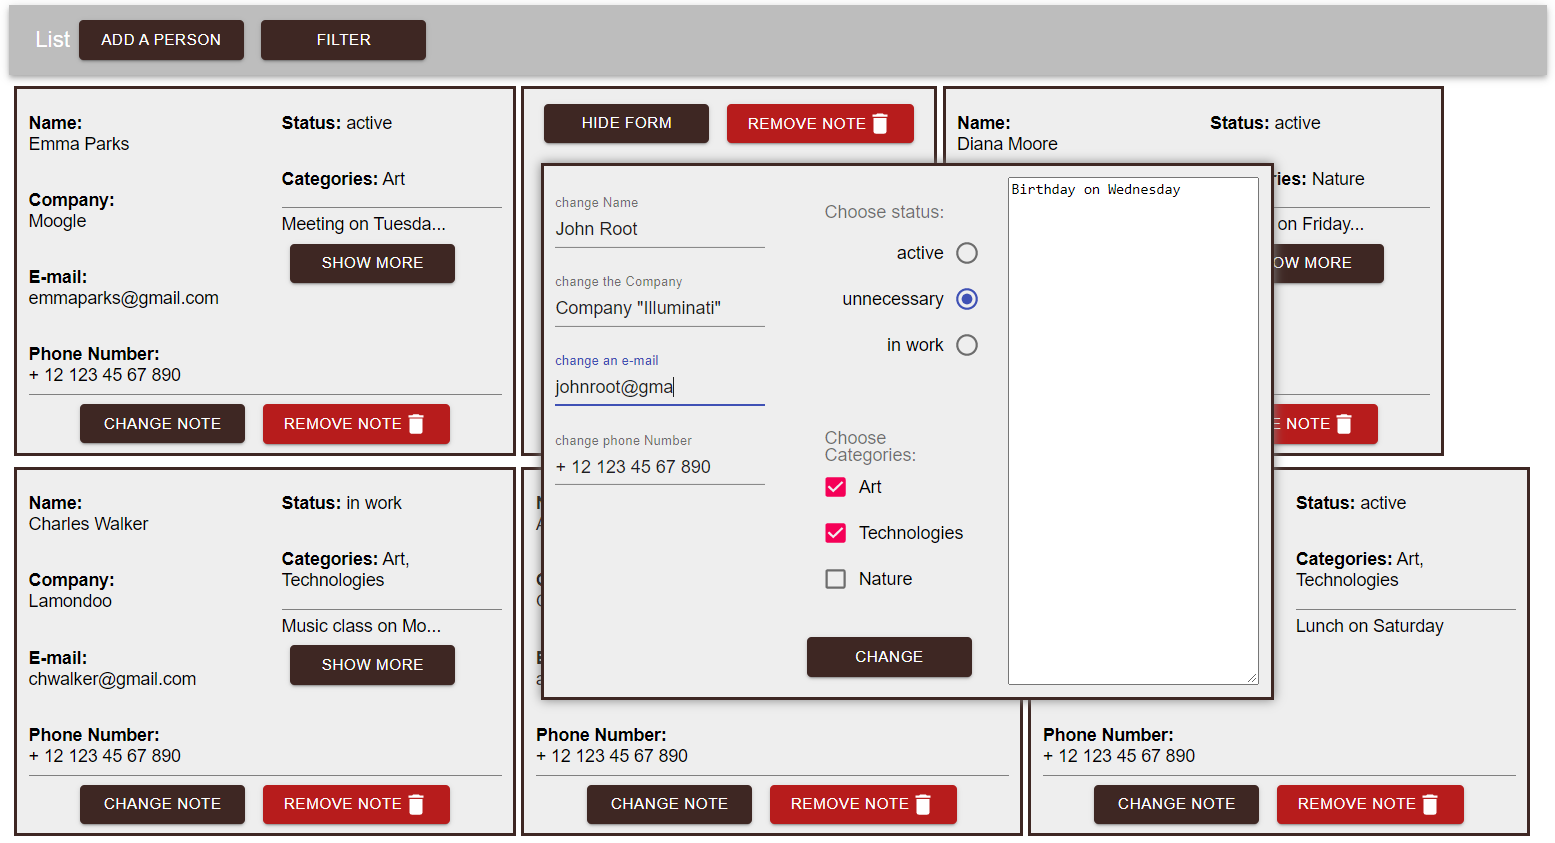 List ADD A PERSON FILTER
Name:
Emma Parks
Status: active
Categories: Art
Company:
Moogle
Meeting on Tuesda...
SHOW MORE
E-mail:
emmaparks@gmail.com
Phone Number:
+ 12 123 45 67 890
CHANGE NOTE REMOVE NOTE
HIDE FORM REMOVE NOTE
change Name
John Root
change the Company
Company "Illuminati"
change an e-mail
johnroot@gma
change phone Number
+ 12 123 45 67 890
Choose status:
active
unnecessary
in work
Choose
Categories:
Art
Technologies
Nature
CHANGE
Birthday on Wednesday
Name:
Diana Moore
Status: active
ries: Nature
on Friday...
OW MORE
NOTE
Name:
Charles Walker
Status: in work
Categories: Art,
Technologies
Company:
Lamondoo
Music class on Mo...
SHOW MORE
E-mail:
chwalker@gmail.com
Phone Number:
+ 12 123 45 67 890
CHANGE NOTE REMOVE NOTE
Phone Number:
+ 12 123 45 67 890
CHANGE NOTE REMOVE NOTE
Status: active
Categories: Art,
Technologies
Lunch on Saturday
Phone Number:
+ 12 123 45 67 890
CHANGE NOTE REMOVE NOTE